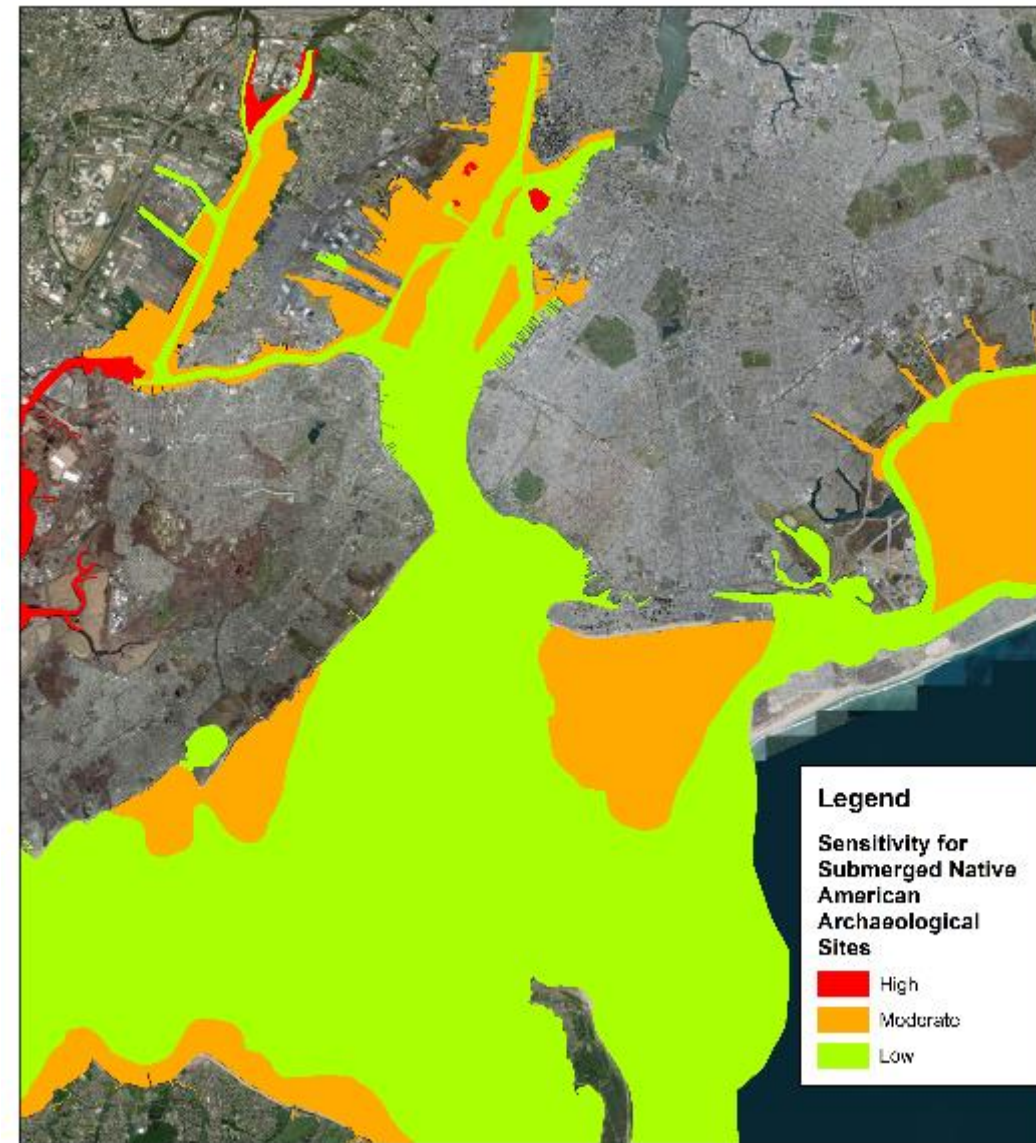 Legend
Sensitivity for
Submerged Native
American
Archaeological
Sites
High
Moderate
Low